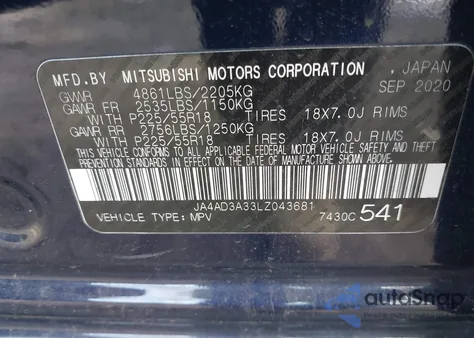 MFD.BY MITSUBISHI MOTORS CORPORATION , JAPAN
GVWR 4861LBS/2205KG SEP 2020
GAWR FR 2535LBS/1150KG
WITH P225/55R18 TIRES 18X7.0J RIMS
GAWR RR 2756LBS/1250KG
WITH P225/55R18 TIRES 18X7.0J RIMS
THIS VEHICLE CONFORMS TO ALL APPLICABLE FEDERAL MOTOR VEHICLE
SAFETY, BUMPER, AND THEFT PREVENTION STANDARDS IN EFFECT
ON THE DATE OF MANUFACTURE SHOWN ABOVE.
JA4AD3A33LZ043681
VEHICLE TYPE: MPV 7430C 541
autoSnap